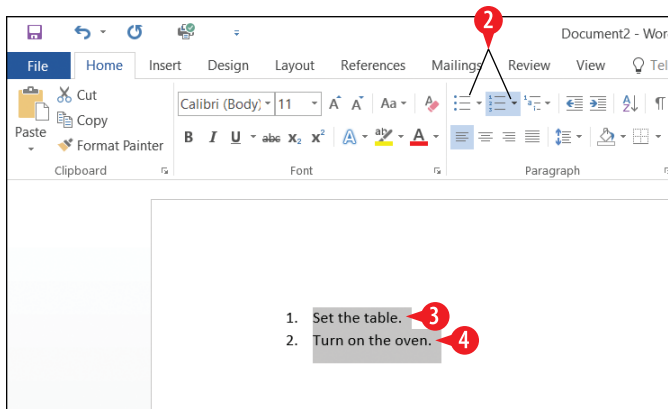 2
Document2 - Wor
File Home Insert Design Layout References Mailings Review View Tel
Cut
Calibri (Body) 11 Aa
Copy
Paste
Format Painter
B I U abc X₂ X² A aby A
Clipboard Font Paragraph
1. Set the table. 3
2. Turn on the oven. 4